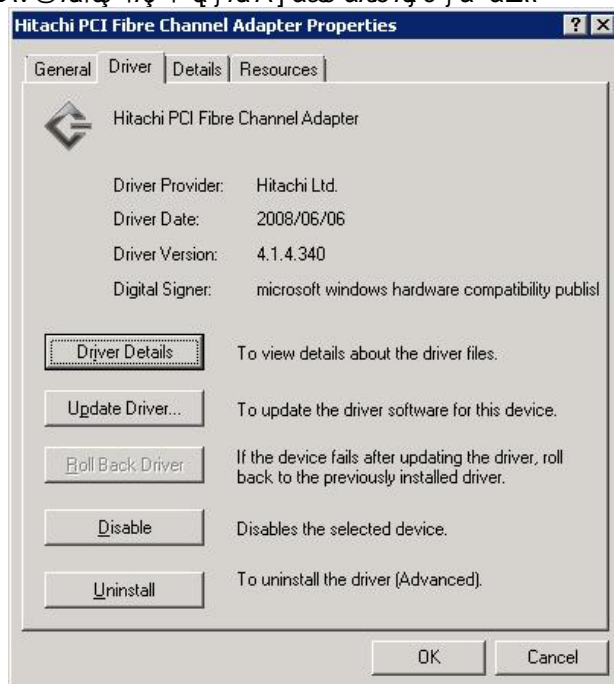 Hitachi PCI Fibre Channel Adapter Properties
General Driver Details Resources
Hitachi PCI Fibre Channel Adapter
Driver Provider: Hitachi Ltd.
Driver Date: 2008/06/06
Driver Version: 4.1.4.340
Digital Signer: microsoft windows hardware compatibility publisl
Driver Details To view details about the driver files.
Update Driver... To update the driver software for this device.
Roll Back Driver If the device fails after updating the driver, roll
back to the previously installed driver.
Disable Disables the selected device.
Uninstall To uninstall the driver (Advanced).
OK Cancel